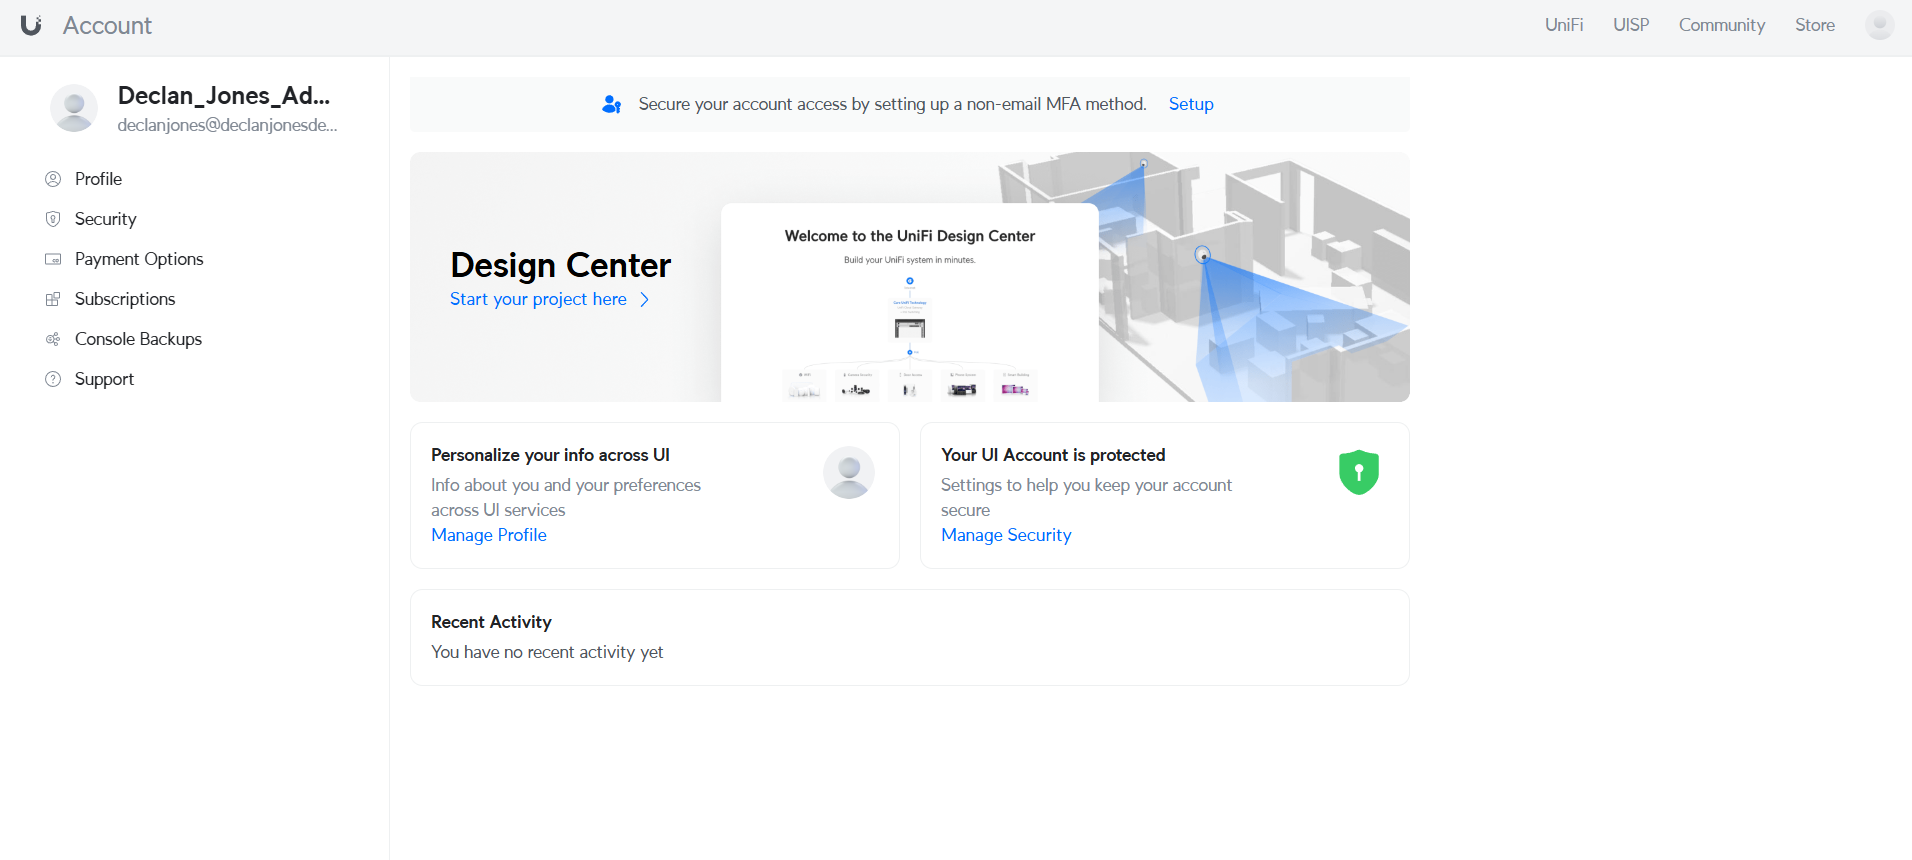 Account
UniFi
UISP
Community
Store
Declan_Jones_Ad...
declanjones@declanjonesde...
Profile
Security
Payment Options
Subscriptions
Console Backups
Support
Secure your account access by setting up a non-email MFA method. Setup
Design Center
Start your project here
Welcome to the UniFi Design Center
Build your UniFi system in minutes.
Personalize your info across UI
Info about you and your preferences
across UI services
Manage Profile
Your UI Account is protected
Settings to help you keep your account
secure
Manage Security
Recent Activity
You have no recent activity yet